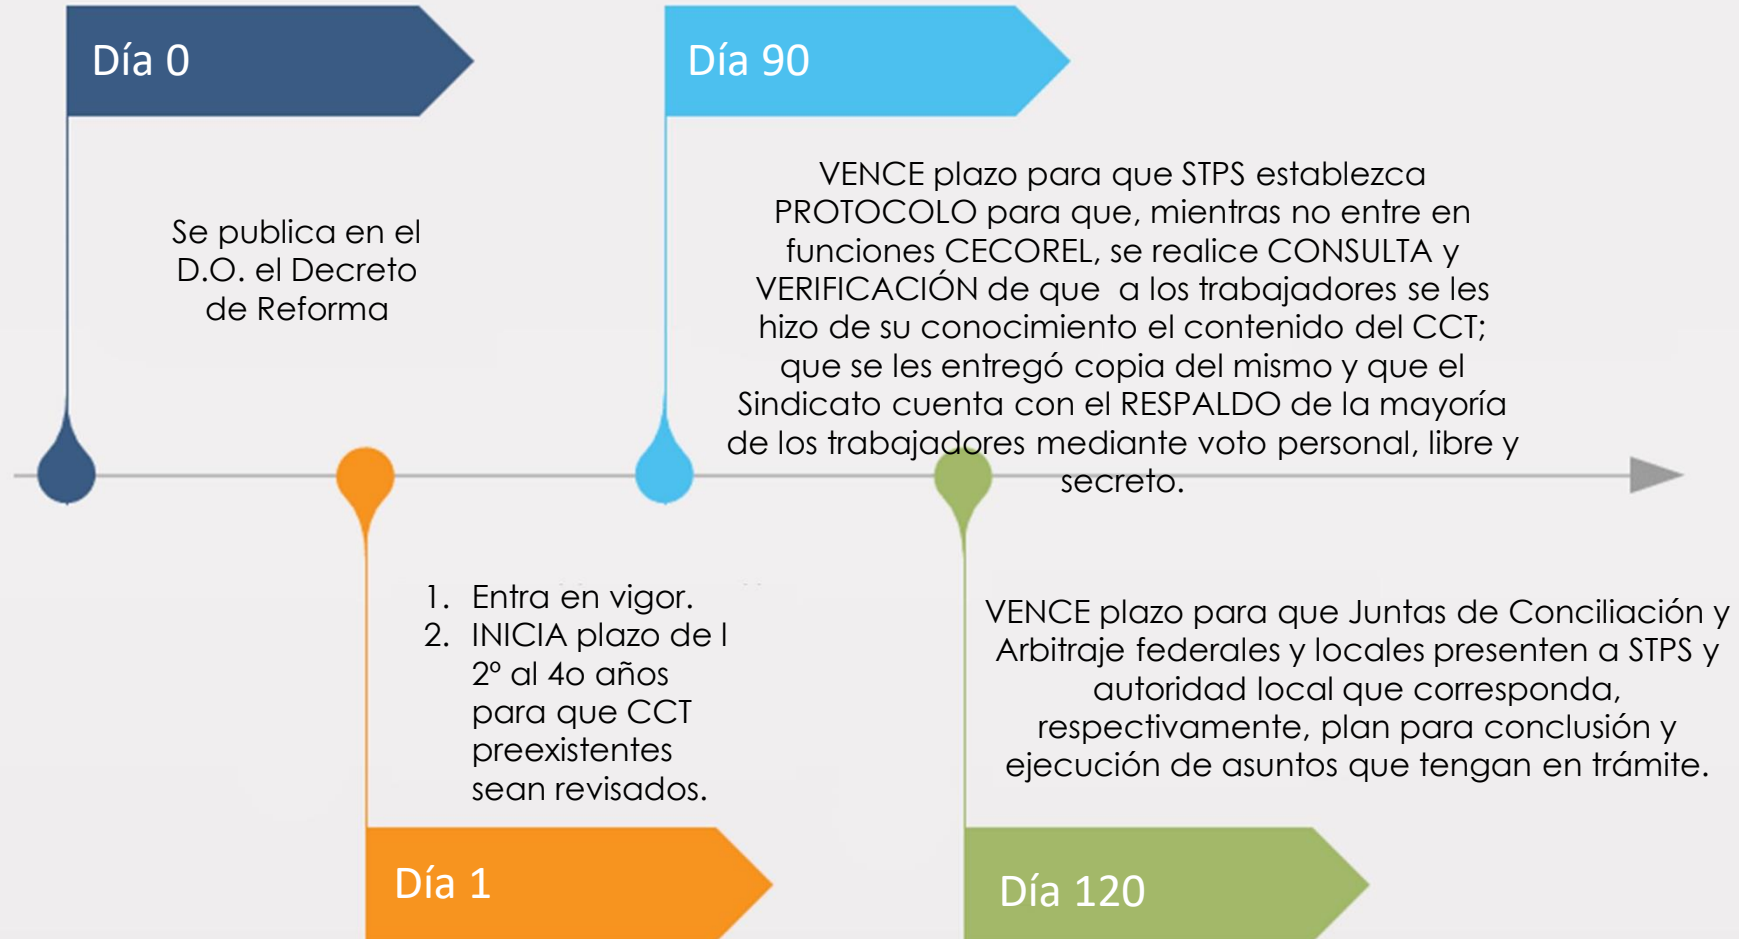 Día 0
Se publica en el
D.O. el Decreto
de Reforma
1. Entra en vigor.
2. INICIA plazo de l
2º al 4o años
para que CCT
preexistentes
sean revisados.
Día 1
Día 90
VENCE plazo para que STPS establezca
PROTOCOLO para que, mientras no entre en
funciones CECOREL, se realice CONSULTA y
VERIFICACIÓN de que a los trabajadores se les
hizo de su conocimiento el contenido del CCT;
que se les entregó copia del mismo y que el
Sindicato cuenta con el RESPALDO de la mayoría
de los trabajadores mediante voto personal, libre y
secreto.
VENCE plazo para que Juntas de Conciliación y
Arbitraje federales y locales presenten a STPS y
autoridad local que corresponda,
respectivamente, plan para conclusión y
ejecución de asuntos que tengan en trámite.
Día 120